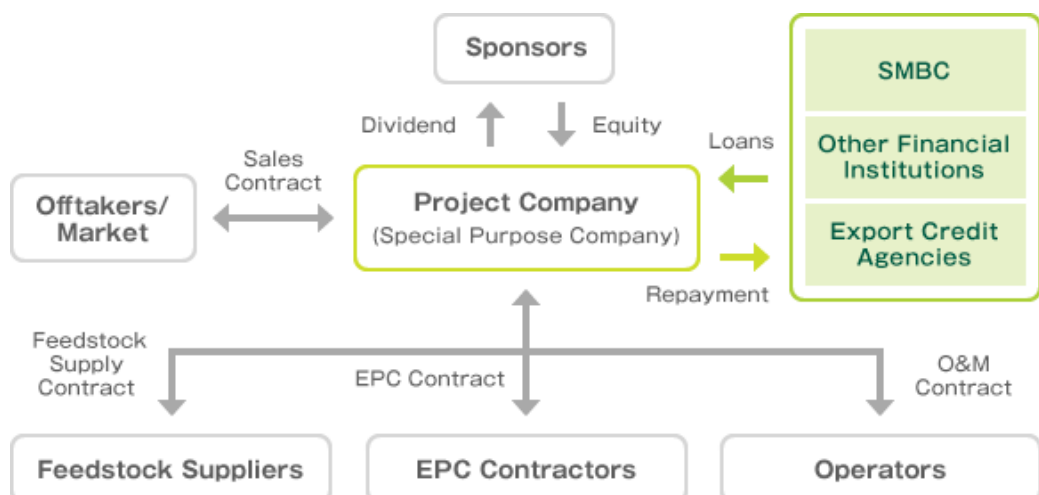 Sponsors
SMBC
Dividend
Equity
Loans
Other Financial
Institutions
Sales
Contract
Offtakers/
Market
Project Company
(Special Purpose Company)
Export Credit
Agencies
Repayment
Feedstock
Supply
Contract
EPC Contract
O&M
Contract
Feedstock Suppliers
EPC Contractors
Operators